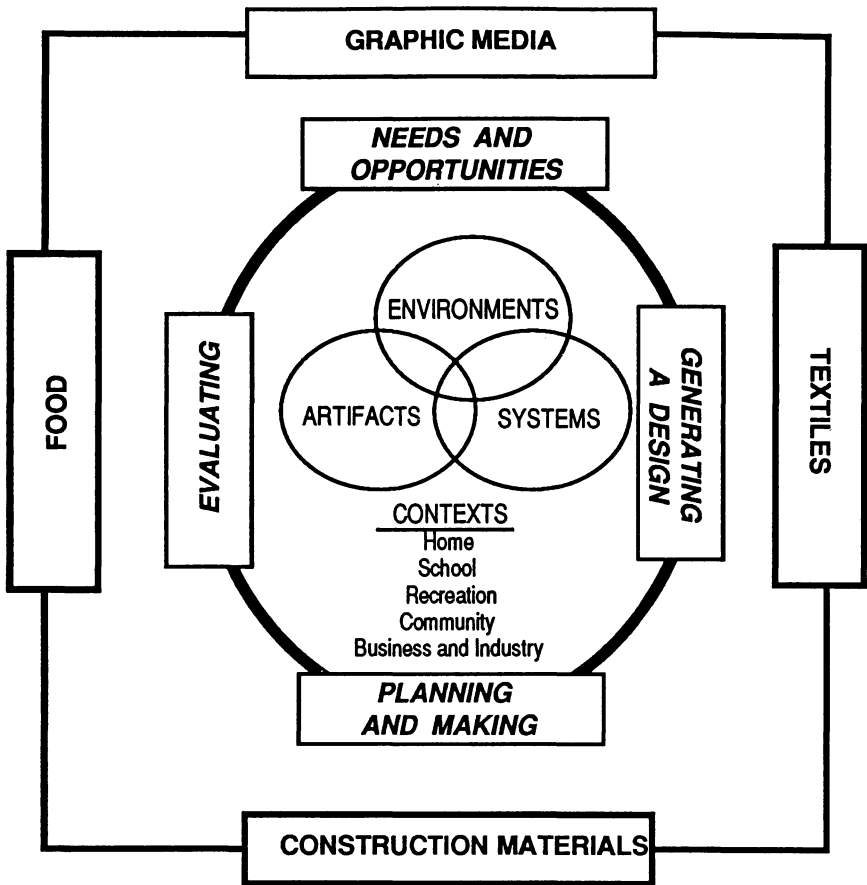 GRAPHIC MEDIA
NEEDS AND
OPPORTUNITIES
ENVIRONMENTS
ARTIFACTS
SYSTEMS
FOOD
EVALUATING
GENERATING
A DESIGN
TEXTILES
CONTEXTS
Home
School
Recreation
Community
Business and Industry
PLANNING
AND MAKING
CONSTRUCTION MATERIALS